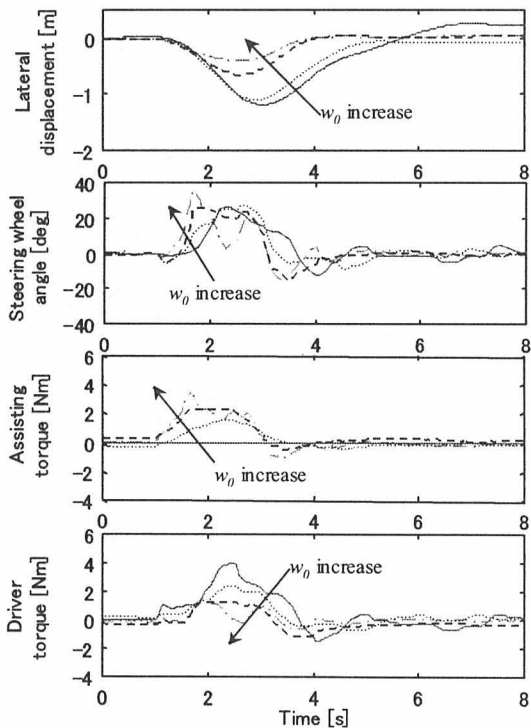 Lateral
displacement [m]
0
-1
-2
w0 increase
0 2 4 6 8
Steering wheel
angle [deg]
40
20
0
-20
-40
w0 increase
0 2 4 6 8
Assisting
torque [Nm]
6
4
2
0
-2
-4
w0 increase
0 2 4 6 8
Driver
torque [Nm]
6
4
2
0
-2
-4
w0 increase
0 2 4 6 8
Time [s]